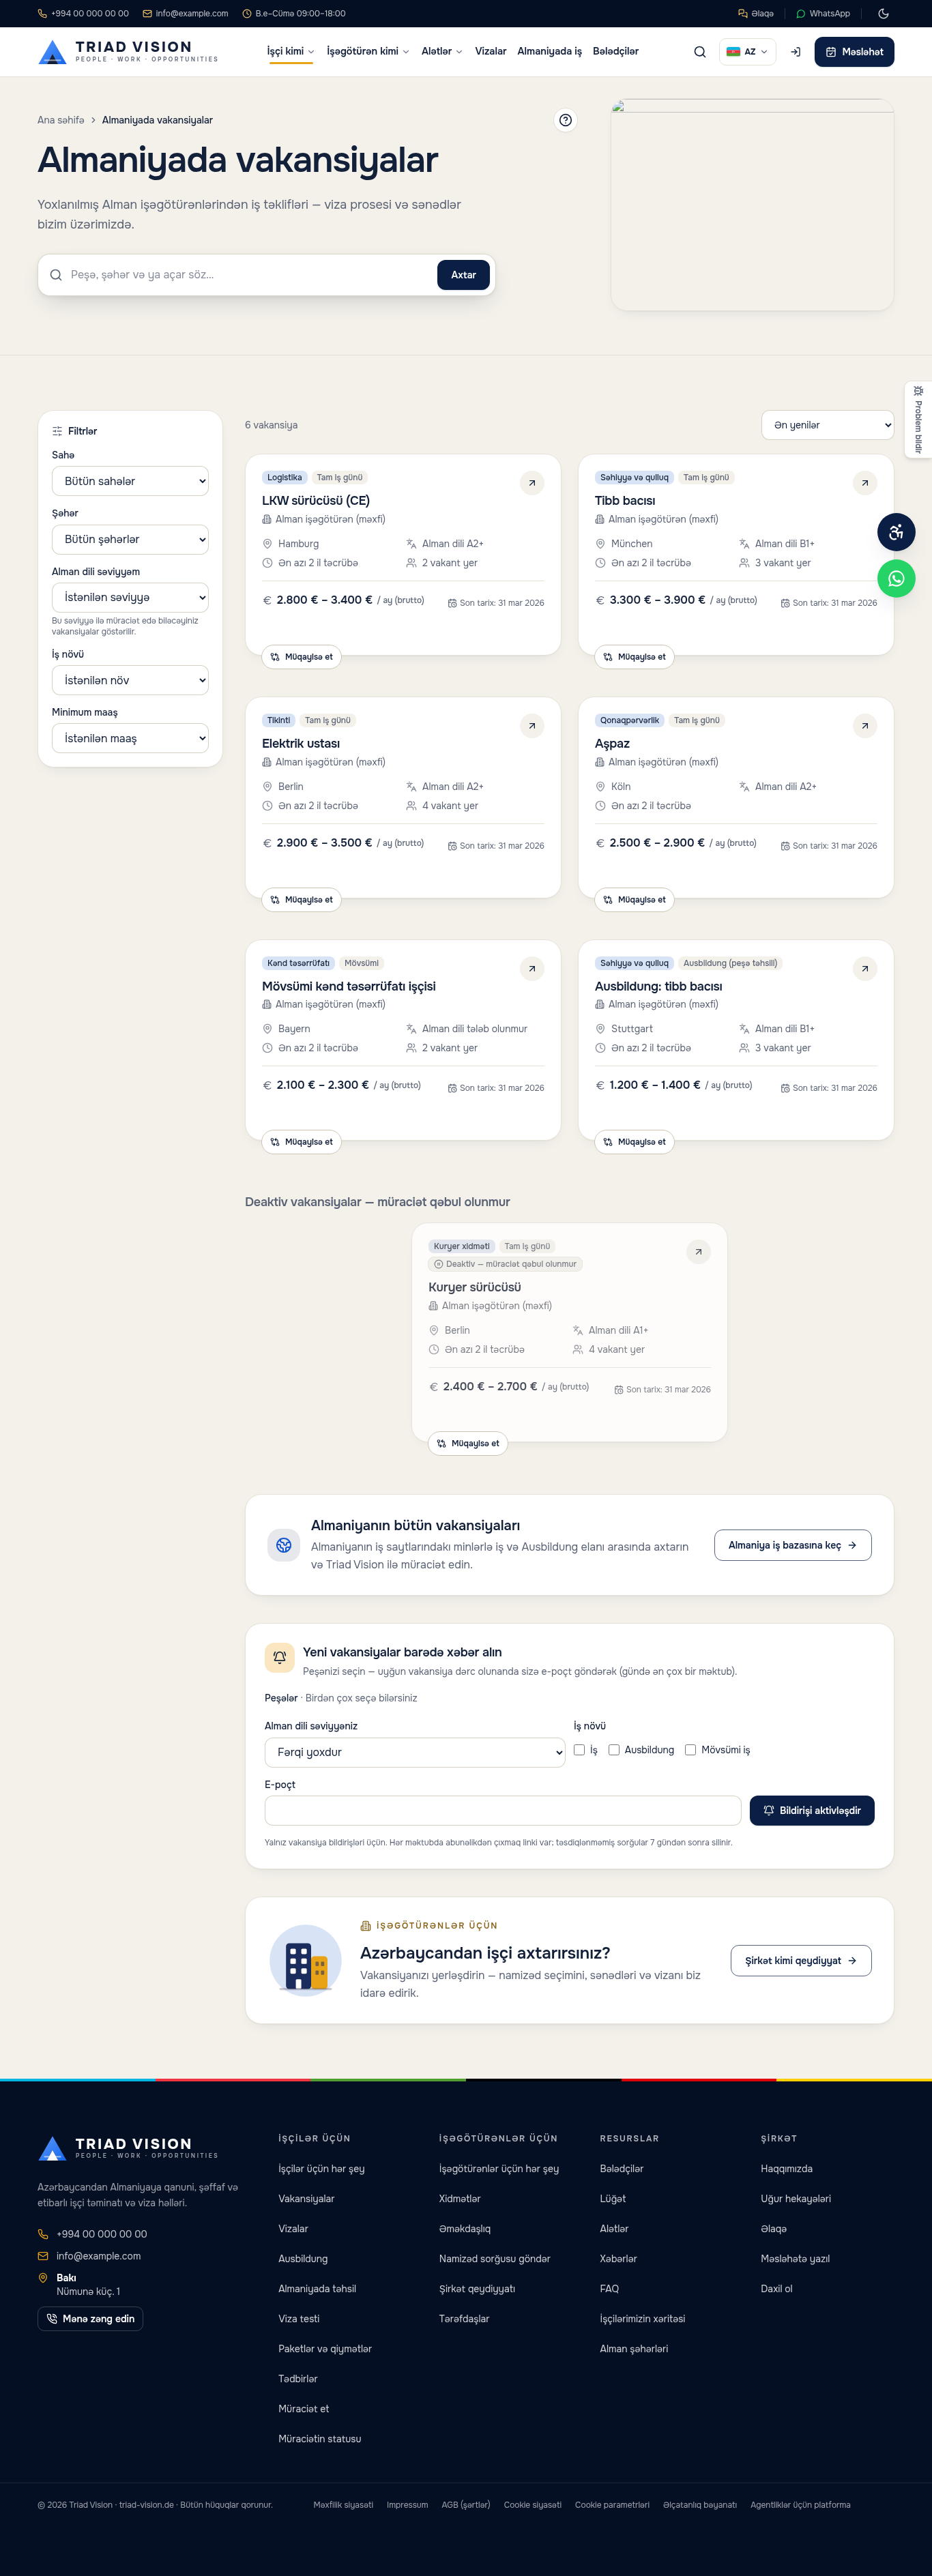 +994 00 000 00 00
info@example.com
B.e–Cümə 09:00–18:00
Əlaqə
WhatsApp
TRIAD VISION
PEOPLE · WORK · OPPORTUNITIES
İşçi kimi
İşəgötürən kimi
Alətlər
Vizalar
Almaniyada iş
Bələdçilər
AZ
Məsləhət
Ana səhifə > Almaniyada vakansiyalar
Almaniyada vakansiyalar
Yoxlanılmış Alman işəgötürənlərindən iş təklifləri — viza prosesi və sənədlər
bizim üzərimizdə.
Peşə, şəhər və ya açar söz...
Axtar
Problem bildir
Filtrlər
Sahə
Bütün sahələr
Şəhər
Bütün şəhərlər
Alman dili səviyyəm
İstənilən səviyyə
Bu səviyyə ilə müraciət edə biləcəyiniz
vakansiyalar göstərilir.
İş növü
İstənilən növ
Minimum maaş
İstənilən maaş
6 vakansiya
Ən yenilər
Logistika
Tam iş günü
LKW sürücüsü (CE)
Alman işəgötürən (məxfi)
Hamburg
Alman dili A2+
Ən azı 2 il təcrübə
2 vakant yer
2.800 € – 3.400 € / ay (brutto)
Son tarix: 31 mar 2026
Müqayisə et
Səhiyyə və qulluq
Tam iş günü
Tibb bacısı
Alman işəgötürən (məxfi)
München
Alman dili B1+
Ən azı 2 il təcrübə
3 vakant yer
3.300 € – 3.900 € / ay (brutto)
Son tarix: 31 mar 2026
Müqayisə et
Tikinti
Tam iş günü
Elektrik ustası
Alman işəgötürən (məxfi)
Berlin
Alman dili A2+
Ən azı 2 il təcrübə
4 vakant yer
2.900 € – 3.500 € / ay (brutto)
Son tarix: 31 mar 2026
Müqayisə et
Qonaqpərvərlik
Tam iş günü
Aşpaz
Alman işəgötürən (məxfi)
Köln
Alman dili A2+
Ən azı 2 il təcrübə
2.500 € – 2.900 € / ay (brutto)
Son tarix: 31 mar 2026
Müqayisə et
Kənd təsərrüfatı
Mövsümi
Mövsümi kənd təsərrüfatı işçisi
Alman işəgötürən (məxfi)
Bayern
Alman dili tələb olunmur
Ən azı 2 il təcrübə
2 vakant yer
2.100 € – 2.300 € / ay (brutto)
Son tarix: 31 mar 2026
Müqayisə et
Səhiyyə və qulluq
Ausbildung (peşə təhsili)
Ausbildung: tibb bacısı
Alman işəgötürən (məxfi)
Stuttgart
Alman dili B1+
Ən azı 2 il təcrübə
3 vakant yer
1.200 € – 1.400 € / ay (brutto)
Son tarix: 31 mar 2026
Müqayisə et
Deaktiv vakansiyalar — müraciət qəbul olunmur
Kuryer xidməti
Tam iş günü
Deaktiv — müraciət qəbul olunmur
Kuryer sürücüsü
Alman işəgötürən (məxfi)
Berlin
Alman dili A1+
Ən azı 2 il təcrübə
4 vakant yer
2.400 € – 2.700 € / ay (brutto)
Son tarix: 31 mar 2026
Müqayisə et
Almaniyanın bütün vakansiyaları
Almaniyanın iş saytlarındakı minlərlə iş və Ausbildung elanı arasında axtarın
və Triad Vision ilə müraciət edin.
Almaniya iş bazasına keç
Yeni vakansiyalar barədə xəbər alın
Peşənizi seçin — uyğun vakansiya dərc olunanda sizə e-poçt göndərək (gündə ən çox bir məktub).
Peşələr · Birdən çox seçə bilərsiniz
Alman dili səviyyəniz
Fərqi yoxdur
İş növü
İş
Ausbildung
Mövsümi iş
E-poçt
Bildirişi aktivləşdir
Yalnız vakansiya bildirişləri üçün. Hər məktubda abunəlikdən çıxmaq linki var; təsdiqlənməmiş sorğular 7 gündən sonra silinir.
İŞƏGÖTÜRƏNLƏR ÜÇÜN
Azərbaycandan işçi axtarırsınız?
Vakansiyanızı yerləşdirin — namizəd seçimini, sənədləri və vizanı biz
idarə edirik.
Şirkət kimi qeydiyyat
TRIAD VISION
PEOPLE · WORK · OPPORTUNITIES
Azərbaycandan Almaniyaya qanuni, şəffaf və
etibarlı işçi təminatı və viza həlləri.
+994 00 000 00 00
info@example.com
Bakı
Nümunə küç. 1
Mənə zəng edin
İŞÇİLƏR ÜÇÜN
İşçilər üçün hər şey
Vakansiyalar
Vizalar
Ausbildung
Almaniyada təhsil
Viza testi
Paketlər və qiymətlər
Tədbirlər
Müraciət et
Müraciətin statusu
İŞƏGÖTÜRƏNLƏR ÜÇÜN
İşəgötürənlər üçün hər şey
Xidmətlər
Əməkdaşlıq
Namizəd sorğusu göndər
Şirkət qeydiyyatı
Tərəfdaşlar
RESURSLAR
Bələdçilər
Lüğət
Alətlər
Xəbərlər
FAQ
İşçilərimizin xəritəsi
Alman şəhərləri
ŞİRKƏT
Haqqımızda
Uğur hekayələri
Əlaqə
Məsləhətə yazıl
Daxil ol
© 2026 Triad Vision · triad-vision.de · Bütün hüquqlar qorunur.
Məxfilik siyasəti
Impressum
AGB (şərtlər)
Cookie siyasəti
Cookie parametrləri
Əlçatanlıq bəyanatı
Agentliklər üçün platforma